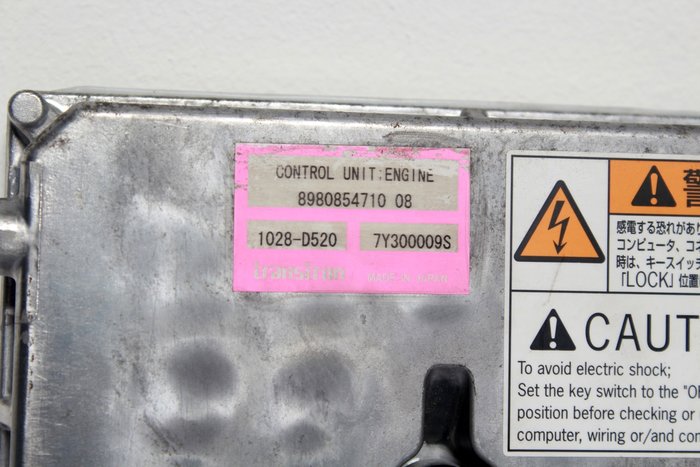 CONTROL UNIT:ENGINE
8980854710 08
1028-D520 7Y300009S
transtron MADE IN JAPAN
警
感電する恐れがあり
コンピュータ、コネ
時は、キースイッチ
「LOCK」位置
CAUT
To avoid electric shock;
Set the key switch to the "O
position before checking or
computer, wiring or/and con